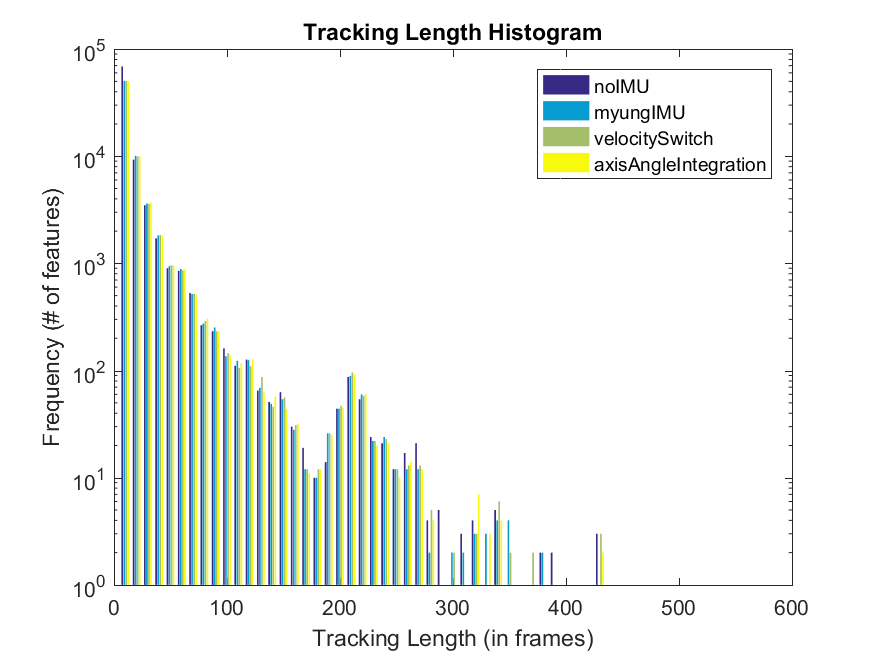 Tracking Length Histogram
10^5
10^4
10^3
10^2
10^1
10^0
Frequency (# of features)
noIMU
myungIMU
velocitySwitch
axisAngleIntegration
0 100 200 300 400 500 600
Tracking Length (in frames)